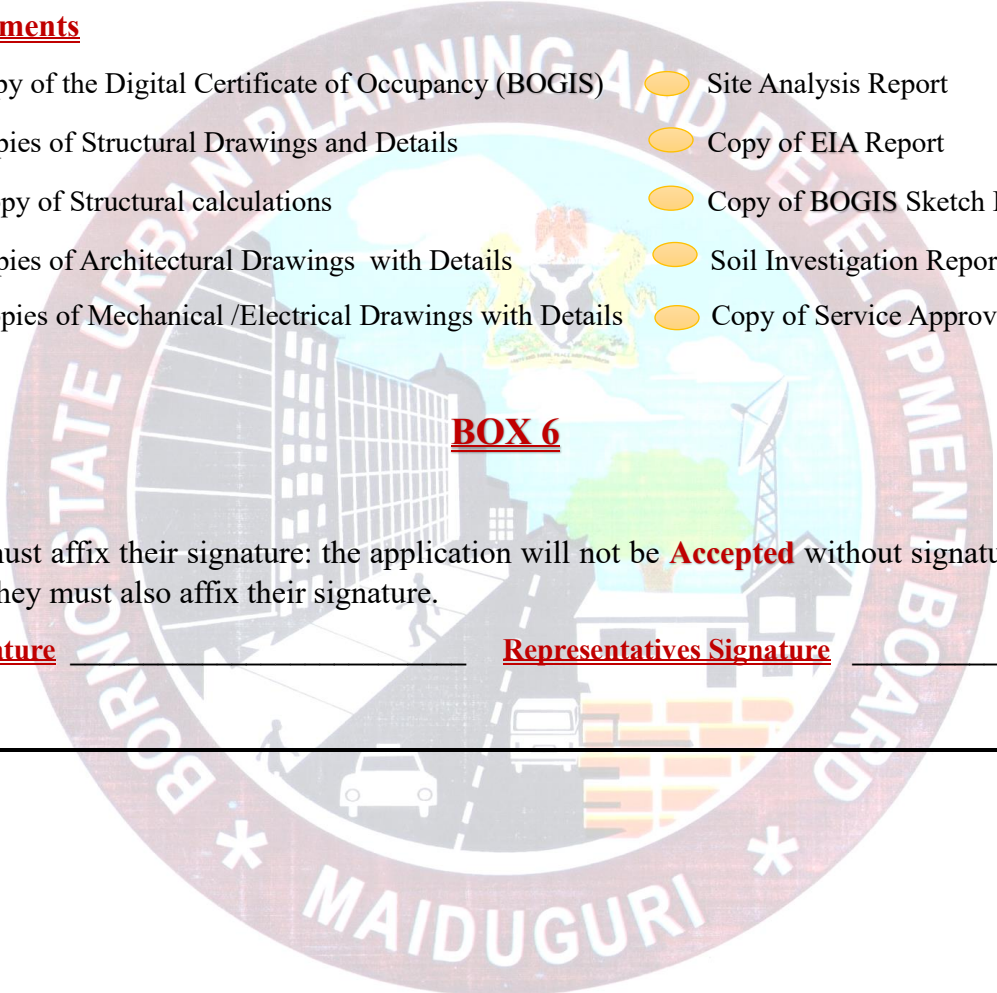 ments
py of the Digital Certificate of Occupancy (BOGIS) Site Analysis Report
pies of Structural Drawings and Details Copy of EIA Report
py of Structural calculations Copy of BOGIS Sketch
pies of Architectural Drawings with Details Soil Investigation Repor
opies of Mechanical /Electrical Drawings with Details Copy of Service Approv
BOX 6
must affix their signature: the application will not be Accepted without signatu
hey must also affix their signature.
ature Representatives Signature
BORNO STATE URBAN PLANNING AND DEVELOPMENT BOARD
* MAIDUGURI *